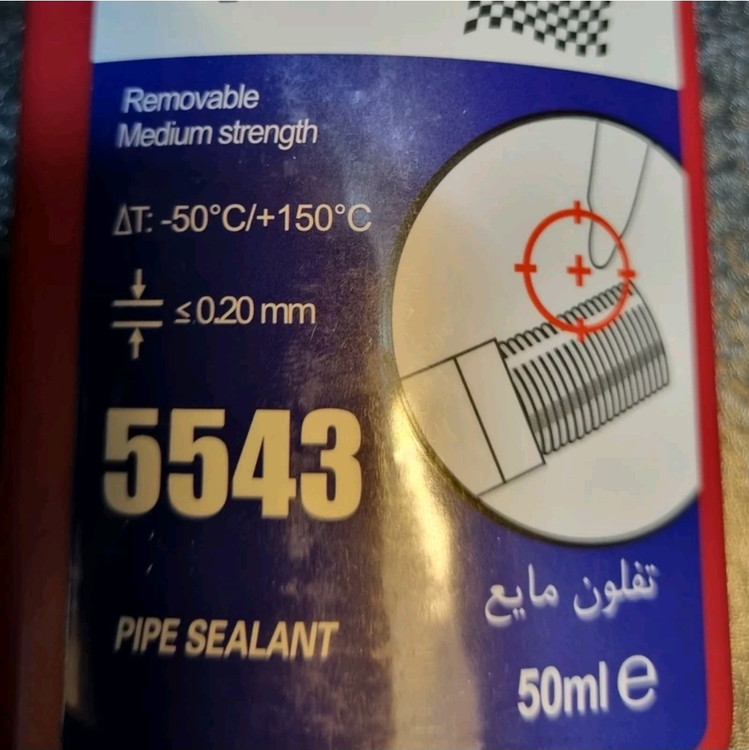 Removable
Medium strength
ΔT: -50°C/+150°C
≤ 0.20 mm
5543
تفلون مايع
PIPE SEALANT
50ml e